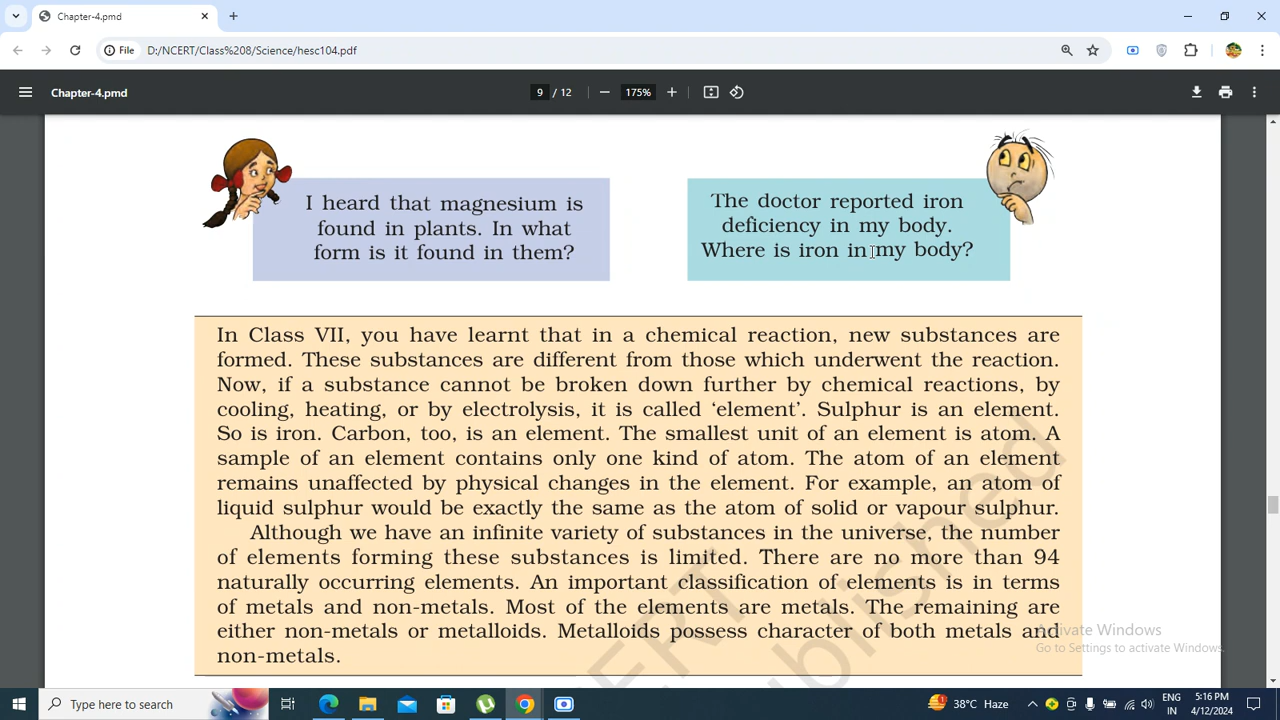 Chapter-4.pmd
File
D:/NCERT/Class%208/Science/hesc104.pdf
Chapter-4.pmd
9 / 12
175%
I heard that magnesium is
found in plants. In what
form is it found in them?
The doctor reported iron
deficiency in my body.
Where is iron in my body?
In Class VII, you have learnt that in a chemical reaction, new substances are
formed. These substances are different from those which underwent the reaction.
Now, if a substance cannot be broken down further by chemical reactions, by
cooling, heating, or by electrolysis, it is called ‘element’. Sulphur is an element.
So is iron. Carbon, too, is an element. The smallest unit of an element is atom. A
sample of an element contains only one kind of atom. The atom of an element
remains unaffected by physical changes in the element. For example, an atom of
liquid sulphur would be exactly the same as the atom of solid or vapour sulphur.
Although we have an infinite variety of substances in the universe, the number
of elements forming these substances is limited. There are no more than 94
naturally occurring elements. An important classification of elements is in terms
of metals and non-metals. Most of the elements are metals. The remaining are
either non-metals or metalloids. Metalloids possess character of both metals and
non-metals.
Activate Windows
Go to Settings to activate Windows.
Type here to search
38°C Haze
ENG
IN
5:16 PM
4/12/2024